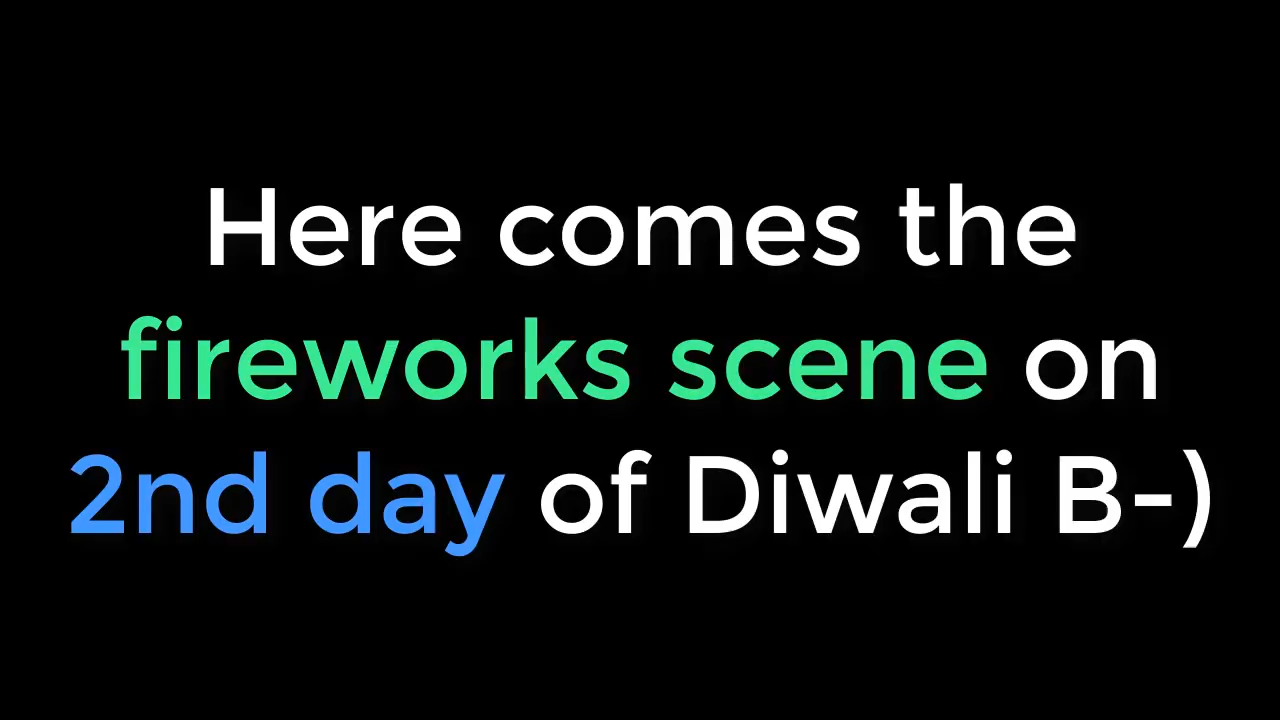 Here comes the
fireworks scene on
2nd day of Diwali B-)